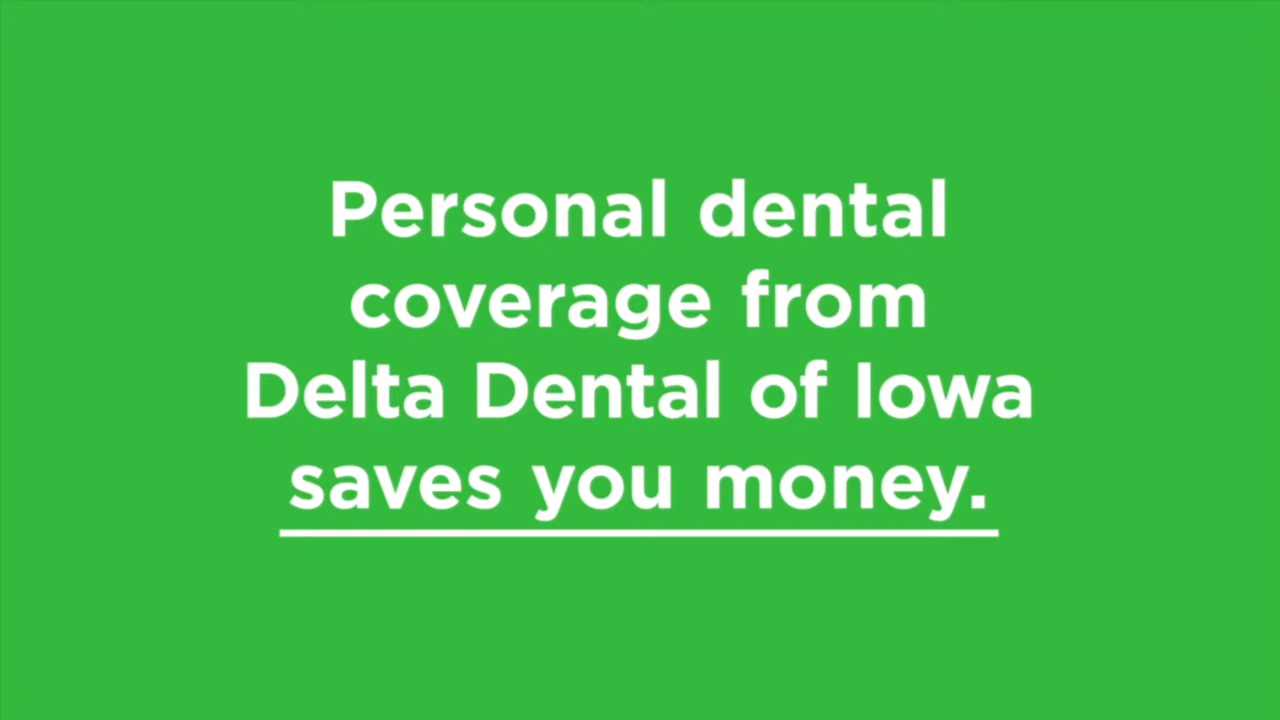 Personal dental
coverage from
Delta Dental of Iowa
saves you money.